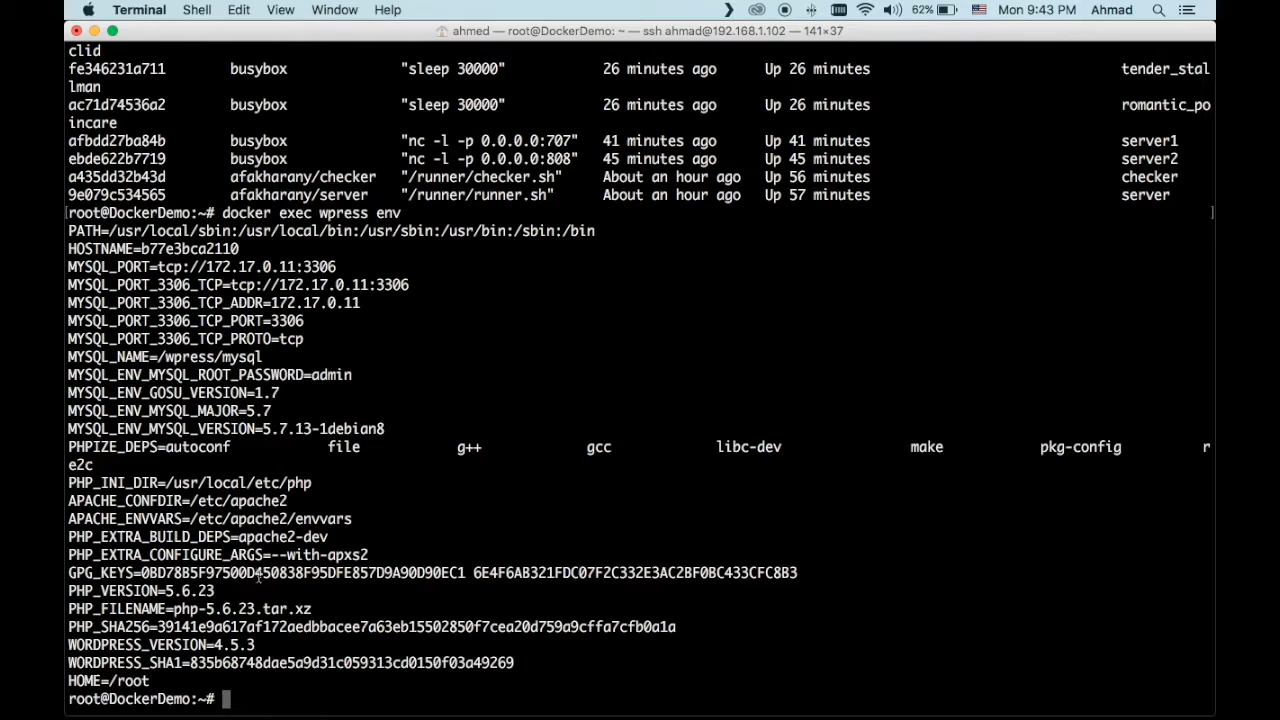 Terminal Shell Edit View Window Help 62% Mon 9:43 PM Ahmad
ahmed — root@DockerDemo: ~ — ssh ahmad@192.168.1.102 — 141×37
clid
fe346231a711 busybox "sleep 30000" 26 minutes ago Up 26 minutes tender_stal
lman
ac71d74536a2 busybox "sleep 30000" 26 minutes ago Up 26 minutes romantic_po
incare
afbdd27ba84b busybox "nc -l -p 0.0.0.0:707" 41 minutes ago Up 41 minutes server1
ebde622b7719 busybox "nc -l -p 0.0.0.0:808" 45 minutes ago Up 45 minutes server2
a435dd32b43d afakharany/checker "/runner/checker.sh" About an hour ago Up 56 minutes checker
9e079c534565 afakharany/server "/runner/runner.sh" About an hour ago Up 57 minutes server
[root@DockerDemo:~# docker exec wpress env ]
PATH=/usr/local/sbin:/usr/local/bin:/usr/sbin:/usr/bin:/sbin:/bin
HOSTNAME=b77e3bca2110
MYSQL_PORT=tcp://172.17.0.11:3306
MYSQL_PORT_3306_TCP=tcp://172.17.0.11:3306
MYSQL_PORT_3306_TCP_ADDR=172.17.0.11
MYSQL_PORT_3306_TCP_PORT=3306
MYSQL_PORT_3306_TCP_PROTO=tcp
MYSQL_NAME=/wpress/mysql
MYSQL_ENV_MYSQL_ROOT_PASSWORD=admin
MYSQL_ENV_GOSU_VERSION=1.7
MYSQL_ENV_MYSQL_MAJOR=5.7
MYSQL_ENV_MYSQL_VERSION=5.7.13-1debian8
PHPIZE_DEPS=autoconf file g++ gcc libc-dev make pkg-config r
e2c
PHP_INI_DIR=/usr/local/etc/php
APACHE_CONFDIR=/etc/apache2
APACHE_ENVVARS=/etc/apache2/envvars
PHP_EXTRA_BUILD_DEPS=apache2-dev
PHP_EXTRA_CONFIGURE_ARGS=--with-apxs2
GPG_KEYS=0BD78B5F97500D450838F95DFE857D9A90D90EC1 6E4F6AB321FDC07F2C332E3AC2BF0BC433CFC8B3
PHP_VERSION=5.6.23
PHP_FILENAME=php-5.6.23.tar.xz
PHP_SHA256=39141e9a617af172aedbbacee7a63eb15502850f7cea20d759a9cffa7cfb0a1a
WORDPRESS_VERSION=4.5.3
WORDPRESS_SHA1=835b68748dae5a9d31c059313cd0150f03a49269
HOME=/root
root@DockerDemo:~#